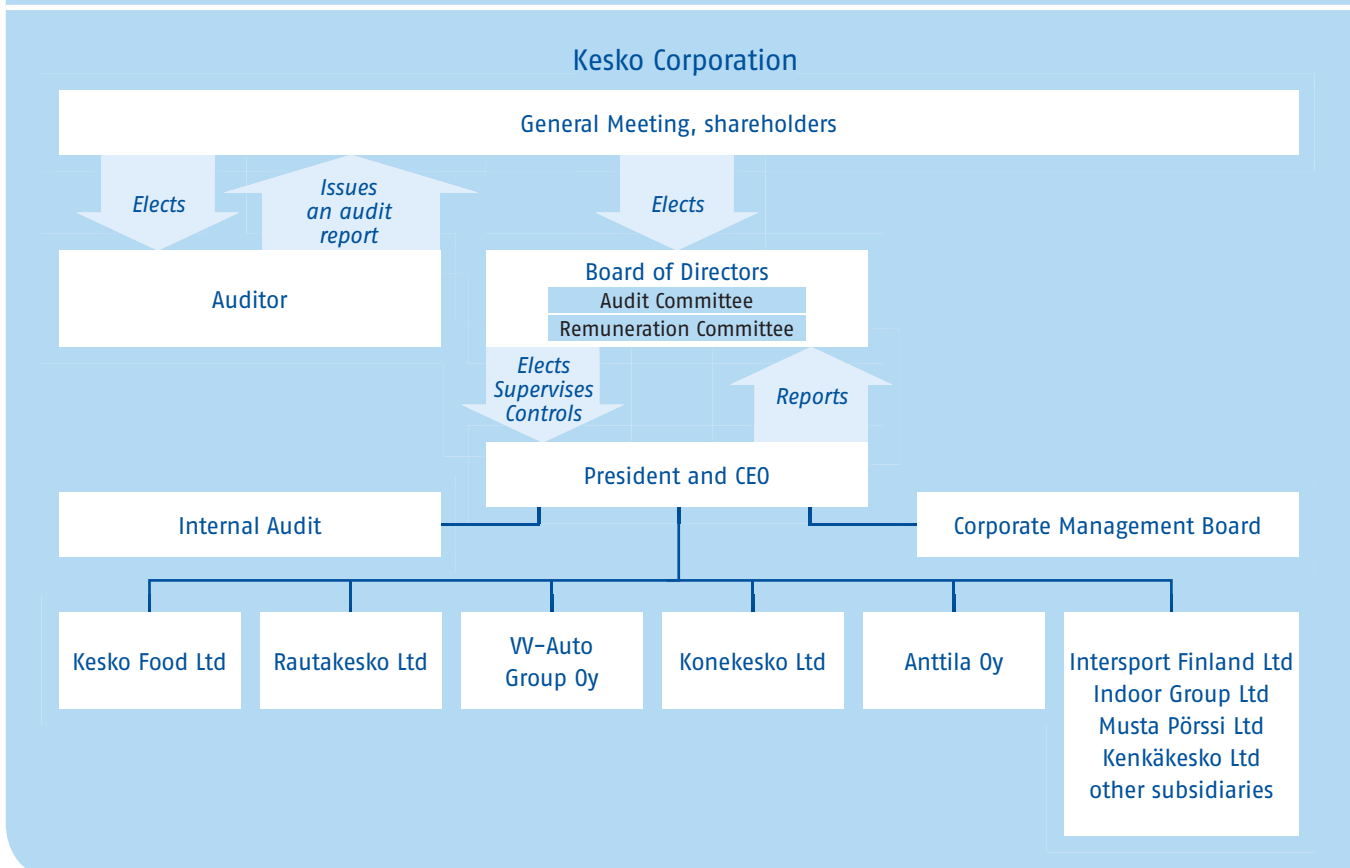 Kesko Corporation
General Meeting, shareholders
Elects
Issues
an audit
report
Elects
Auditor
Board of Directors
Audit Committee
Remuneration Committee
Elects
Supervises
Controls
Reports
President and CEO
Internal Audit
Corporate Management Board
Kesko Food Ltd
Rautakesko Ltd
VV-Auto
Group Oy
Konekesko Ltd
Anttila Oy
Intersport Finland Ltd
Indoor Group Ltd
Musta Pörssi Ltd
Kenkäkesko Ltd
other subsidiaries